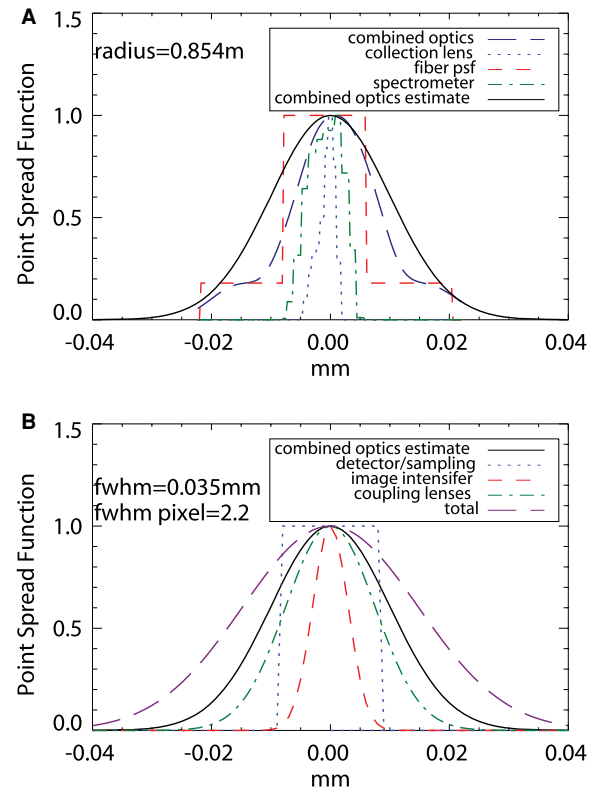 A
1.5
radius=0.854m
combined optics
collection lens
fiber psf
spectrometer
combined optics estimate
1.0
0.5
0.0
Point Spread Function
-0.04 -0.02 0.00 0.02 0.04
mm
B
1.5
combined optics estimate
detector/sampling
image intensifer
coupling lenses
total
fwhm=0.035mm
fwhm pixel=2.2
1.0
0.5
0.0
Point Spread Function
-0.04 -0.02 0.00 0.02 0.04
mm